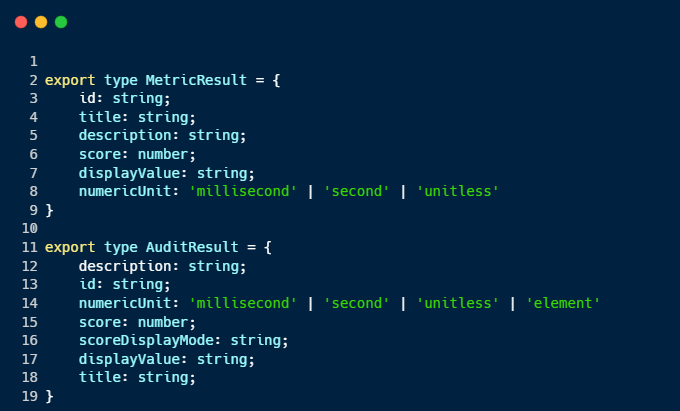 1
2 export type MetricResult = {
3     id: string;
4     title: string;
5     description: string;
6     score: number;
7     displayValue: string;
8     numericUnit: 'millisecond' | 'second' | 'unitless'
9 }
10
11 export type AuditResult = {
12     description: string;
13     id: string;
14     numericUnit: 'millisecond' | 'second' | 'unitless' | 'element'
15     score: number;
16     scoreDisplayMode: string;
17     displayValue: string;
18     title: string;
19 }